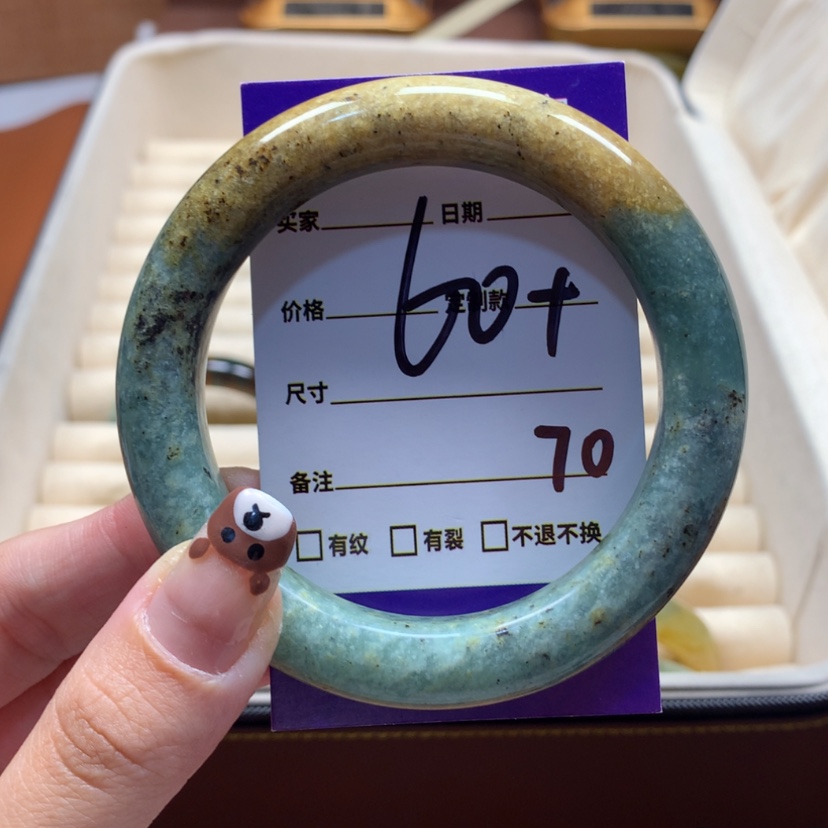 买家 日期
价格 60+ 定制款
尺寸
备注 70
有纹 有裂 不退不换